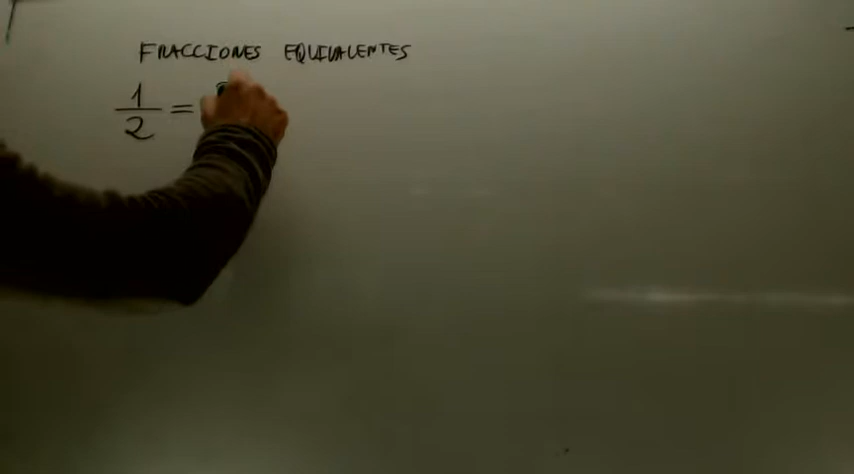 FRACCIONES EQUIVALENTES
1/2 =